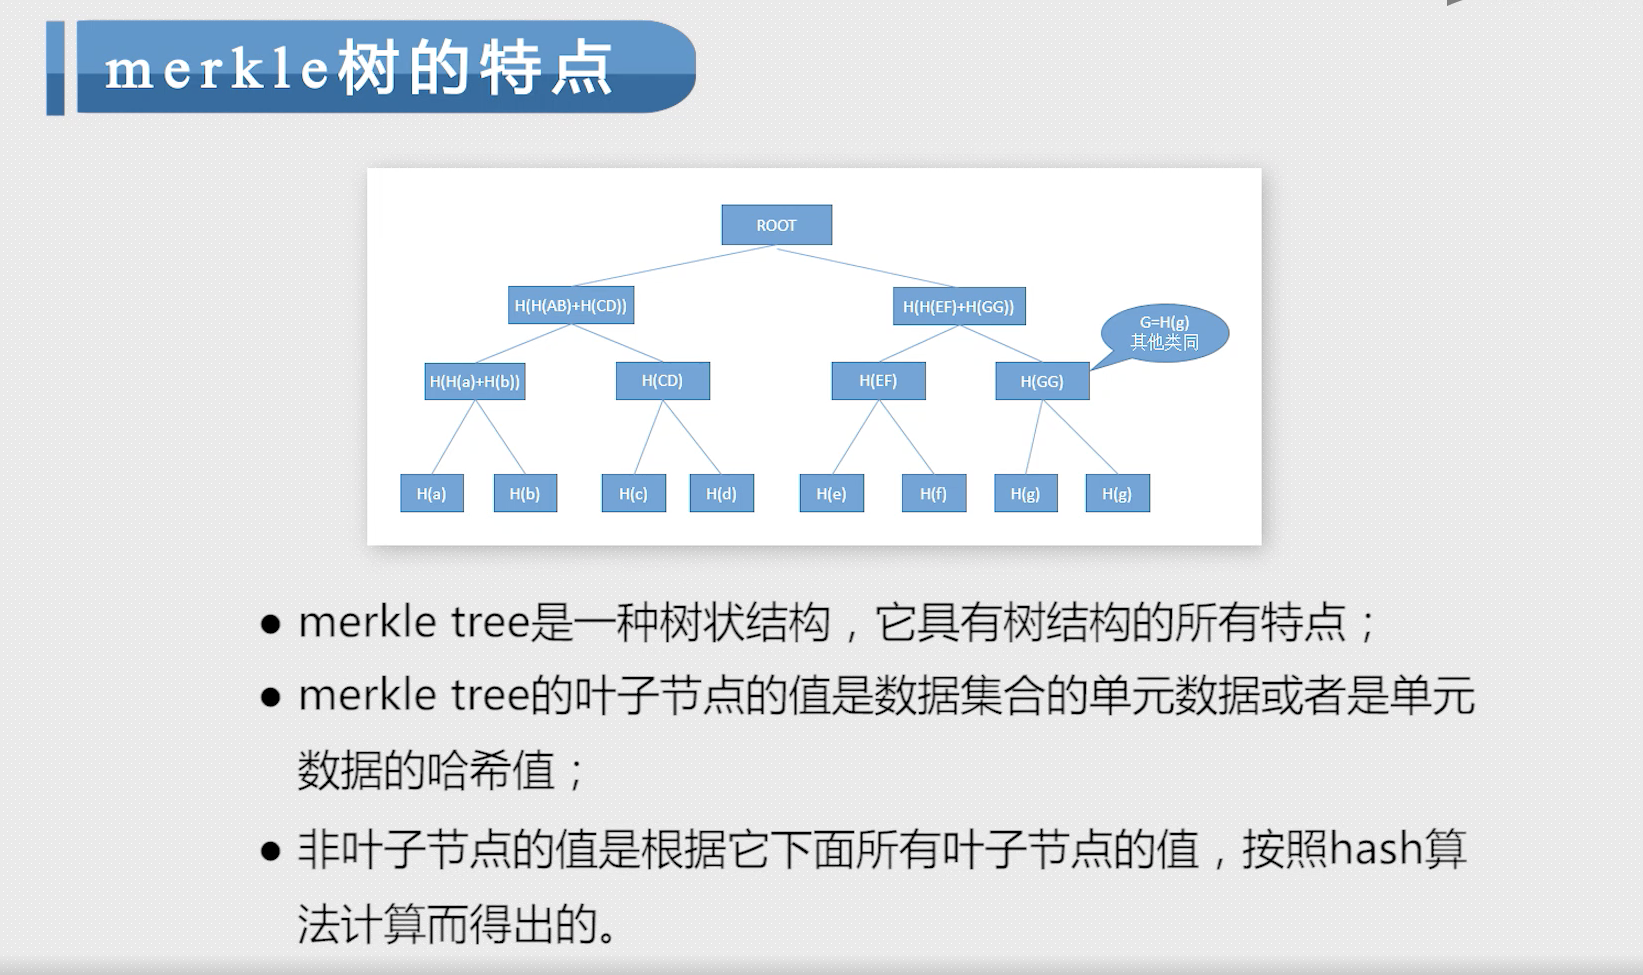 merkle树的特点
ROOT
H(H(AB)+H(CD))
H(H(EF)+H(GG))
G=H(g)
其他类同
H(H(a)+H(b))
H(CD)
H(EF)
H(GG)
H(a)
H(b)
H(c)
H(d)
H(e)
H(f)
H(g)
H(g)
● merkle tree是一种树状结构，它具有树结构的所有特点；
● merkle tree的叶子节点的值是数据集合的单元数据或者是单元
数据的哈希值；
● 非叶子节点的值是根据它下面所有叶子节点的值，按照hash算
法计算而得出的。